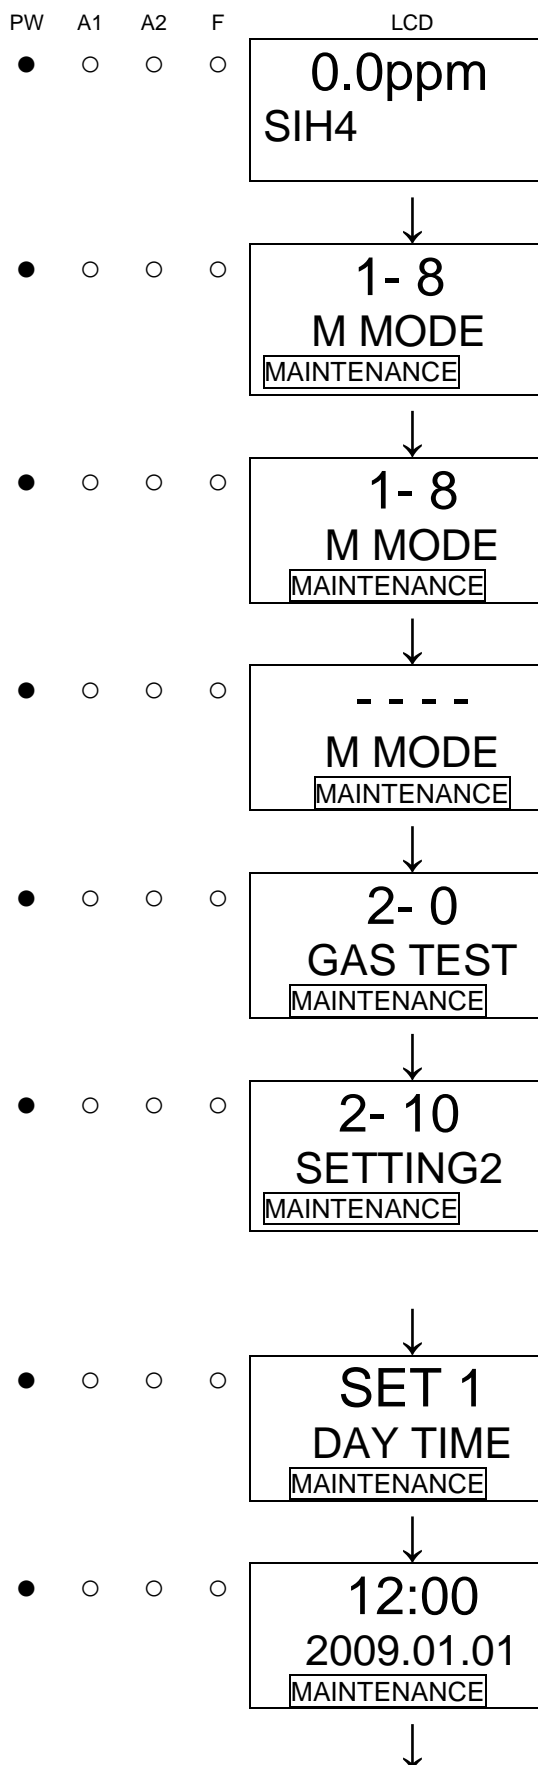 PW A1 A2 F LCD
● ○ ○ ○ 0.0ppm
SIH4
↓
● ○ ○ ○ 1- 8
M MODE
MAINTENANCE
↓
● ○ ○ ○ 1- 8
M MODE
MAINTENANCE
↓
● ○ ○ ○ - - - -
M MODE
MAINTENANCE
↓
● ○ ○ ○ 2- 0
GAS TEST
MAINTENANCE
↓
● ○ ○ ○ 2- 10
SETTING2
MAINTENANCE
↓
● ○ ○ ○ SET 1
DAY TIME
MAINTENANCE
↓
● ○ ○ ○ 12:00
2009.01.01
MAINTENANCE
↓